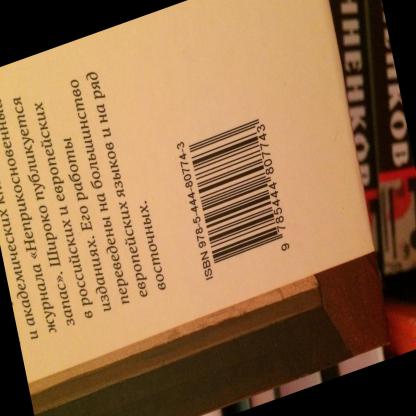 и академических
журнала «Неприкосновенный
запас». Широко публикуется
в российских и европейских
изданиях. Его работы
переведены на большинство
европейских языков и на ряд
восточных.
ISBN 978-5-444-80774-3
9 785444 807743